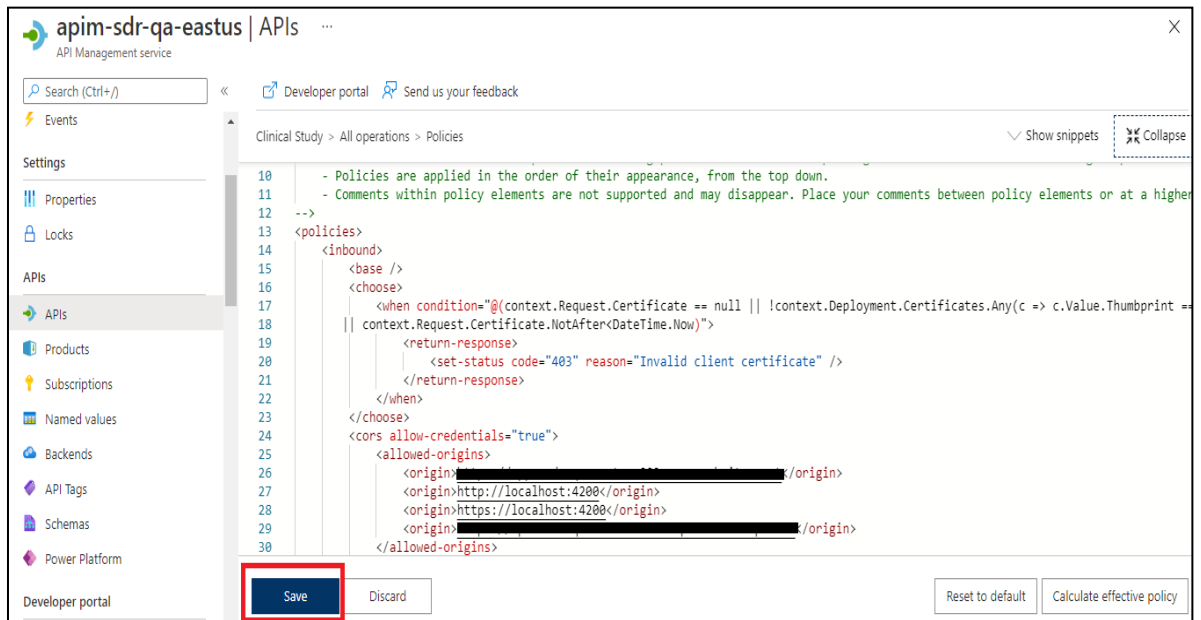 apim-sdr-qa-eastus | APIs ...
API Management service
Search (Ctrl+/)
Events
Settings
Properties
Locks
APIs
APIs
Products
Subscriptions
Named values
Backends
API Tags
Schemas
Power Platform
Developer portal
Developer portal
Send us your feedback
Clinical Study > All operations > Policies
Show snippets
Collapse
10 - Policies are applied in the order of their appearance, from the top down.
11 - Comments within policy elements are not supported and may disappear. Place your comments between policy elements or at a higher
12 -->
13 <policies>
14 <inbound>
15 <base />
16 <choose>
17 <when condition="@(context.Request.Certificate == null || !context.Deployment.Certificates.Any(c => c.Value.Thumbprint ==
18 || context.Request.Certificate.NotAfter<DateTime.Now)">
19 <return-response>
20 <set-status code="403" reason="Invalid client certificate" />
21 </return-response>
22 </when>
23 </choose>
24 <cors allow-credentials="true">
25 <allowed-origins>
26 <origin></origin>
27 <origin>http://localhost:4200</origin>
28 <origin>https://localhost:4200</origin>
29 <origin></origin>
30 </allowed-origins>
Save
Discard
Reset to default
Calculate effective policy